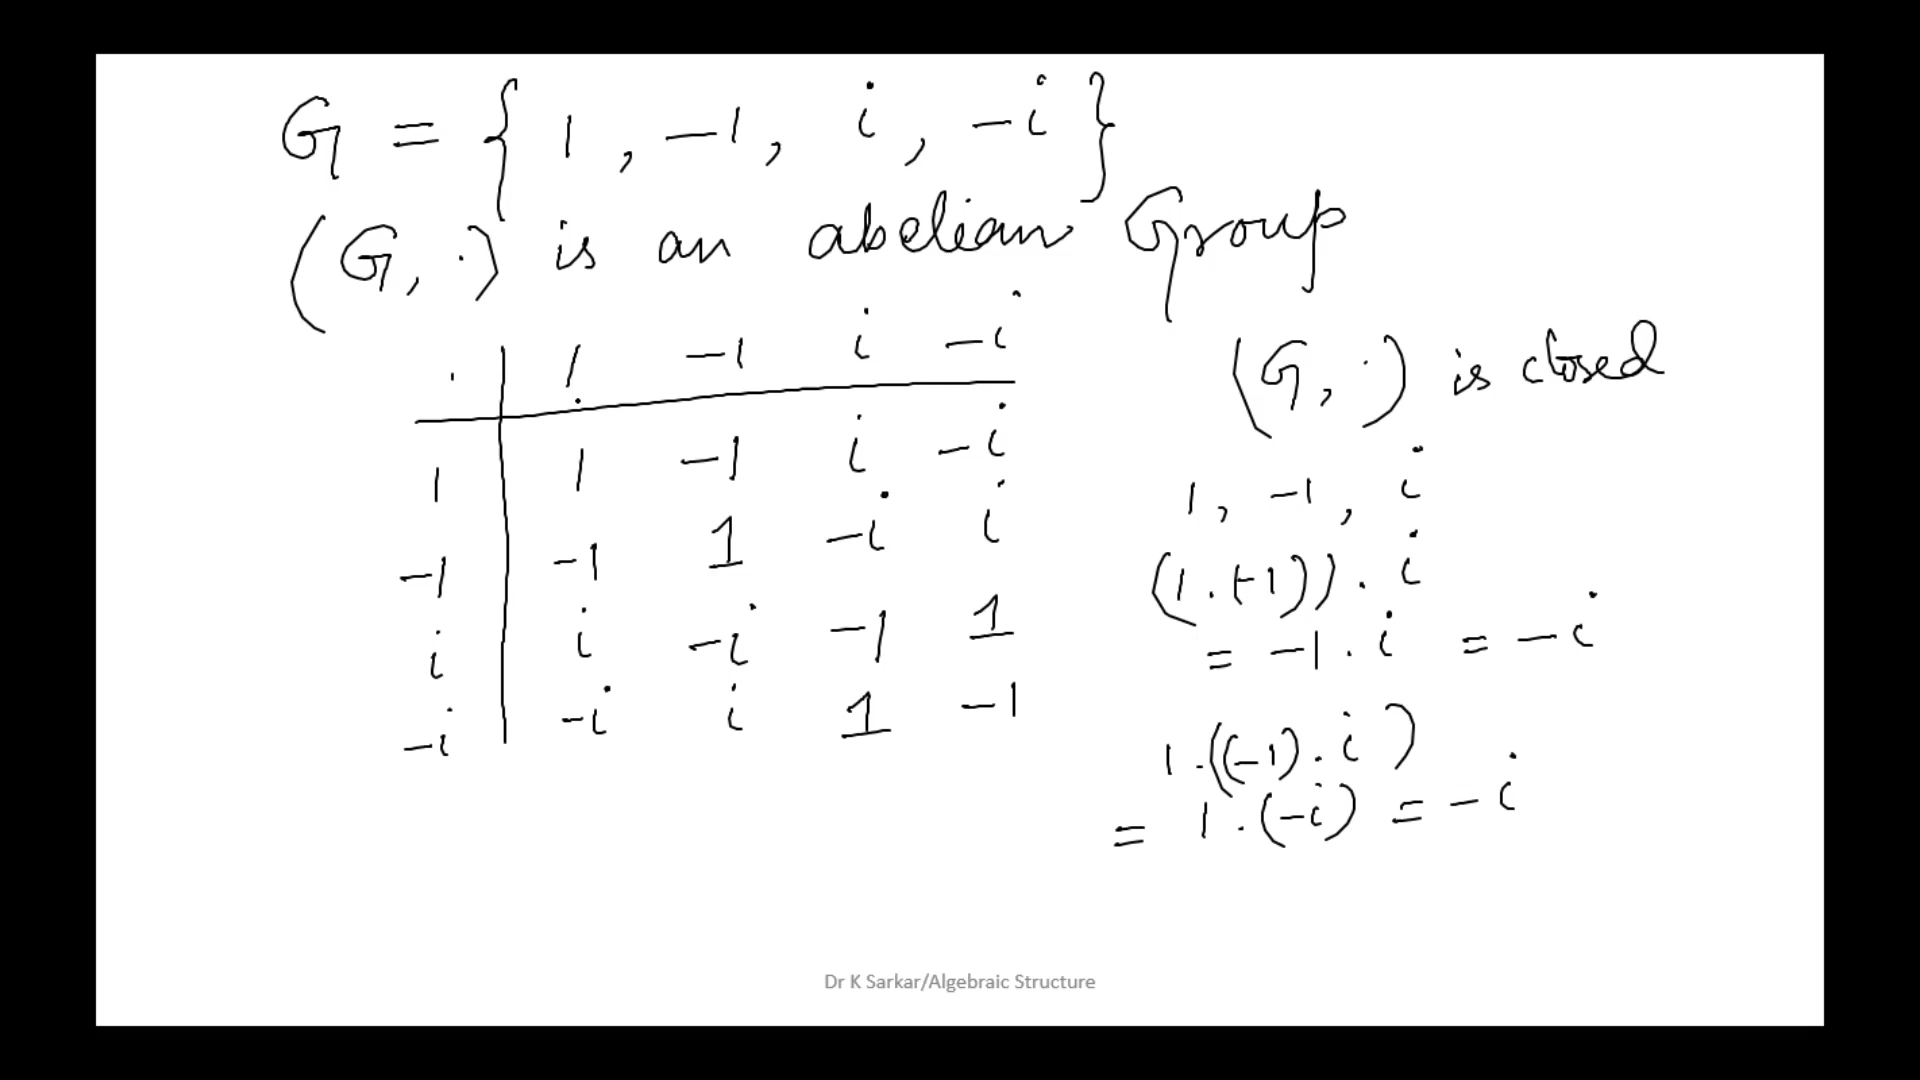 G = { 1 , -1 , i , -i }
(G, ·) is an abelian Group
· | 1 -1 i -i
1 | 1 -1 i -i
-1 | -1 1 -i i
i | i -i -1 1
-i | -i i 1 -1
(G, ·) is closed
1 , -1 , i
(1 . (-1)) . i
= -1 . i = -i
1 . ((-1) . i )
= 1 . (-i) = -i
Dr K Sarkar/Algebraic Structure